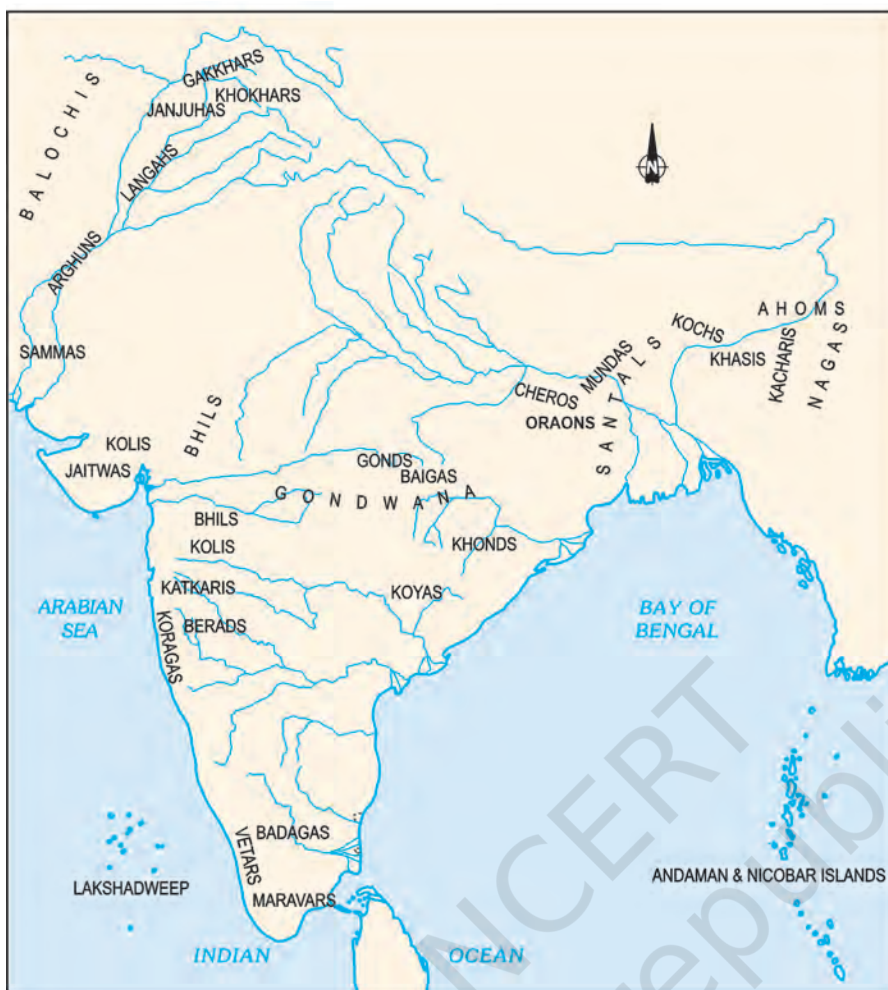 GAKKHARS
BALOCHIS
KHOKHARS
JANJUHAS
LANGAHS
N
ARGHUNS
AHOMS
SAMMAS
KOCHS
KHASIS
KACHARIS
NAGAS
MUNDAS
CHEROS
SANTALS
ORAONS
BHILS
KOLIS
JAITWAS
GONDS
BAIGAS
GONDWANA
BHILS
KOLIS
KHONDS
KATKARIS
KOYAS
ARABIAN
SEA
BERADS
KORAGAS
BAY OF
BENGAL
BADAGAS
VETARS
LAKSHADWEEP
MARAVARS
ANDAMAN & NICOBAR ISLANDS
INDIAN OCEAN
NCERT
republi